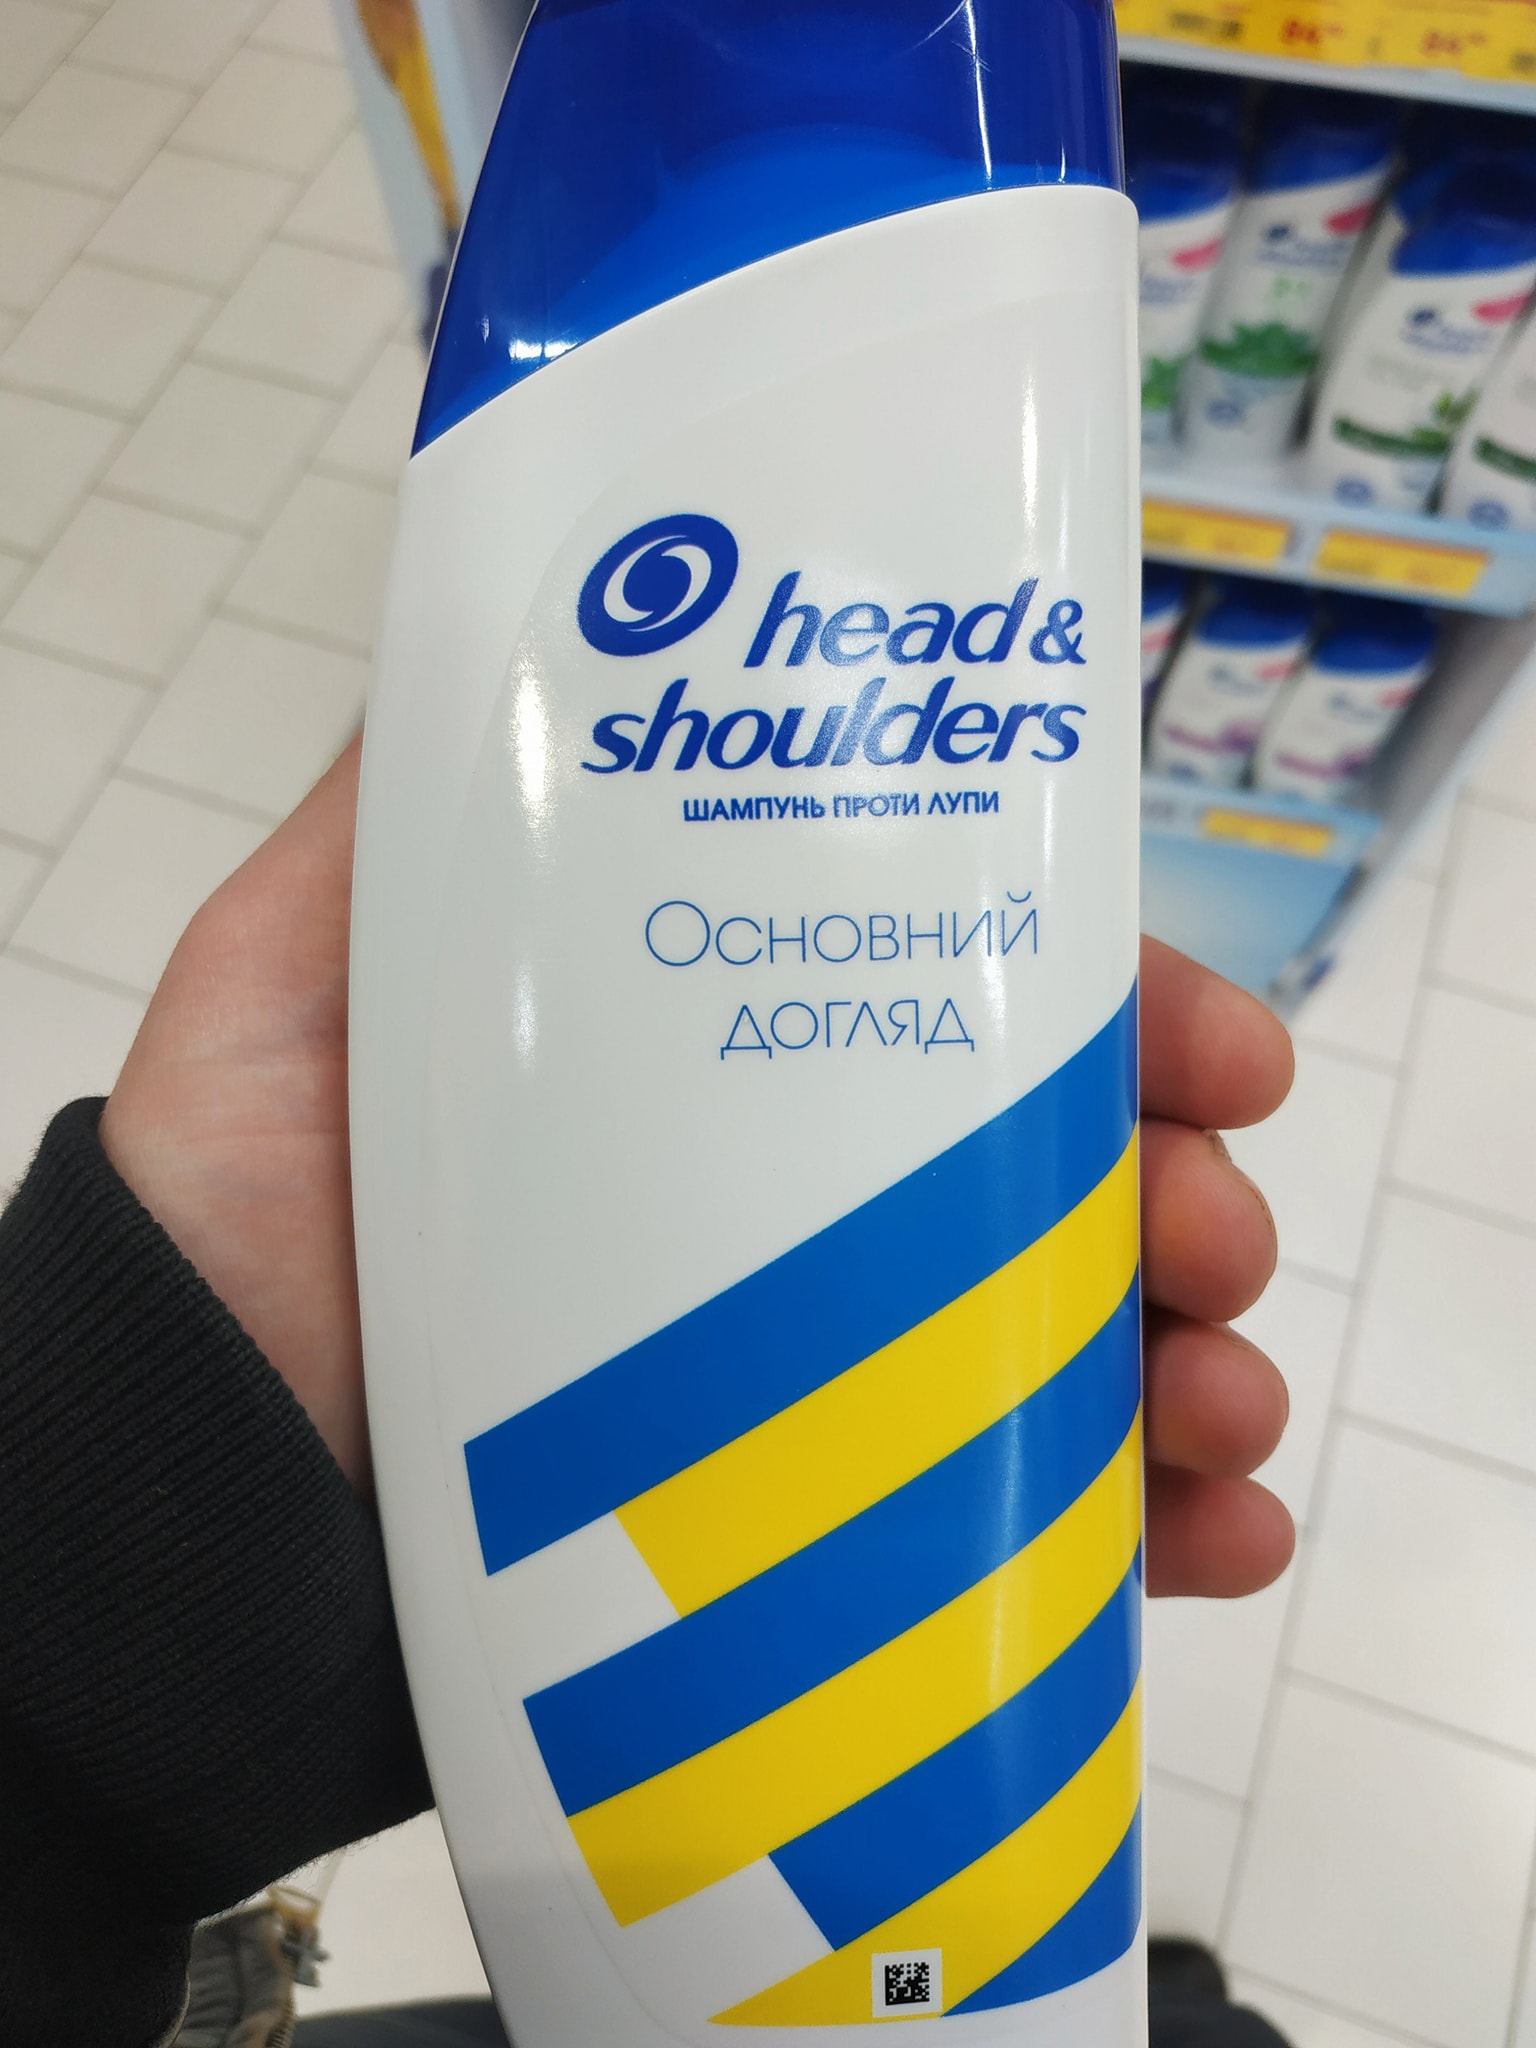 head &
shoulders
ШАМПУНЬ ПРОТИ ЛУПИ
Основний
догляд